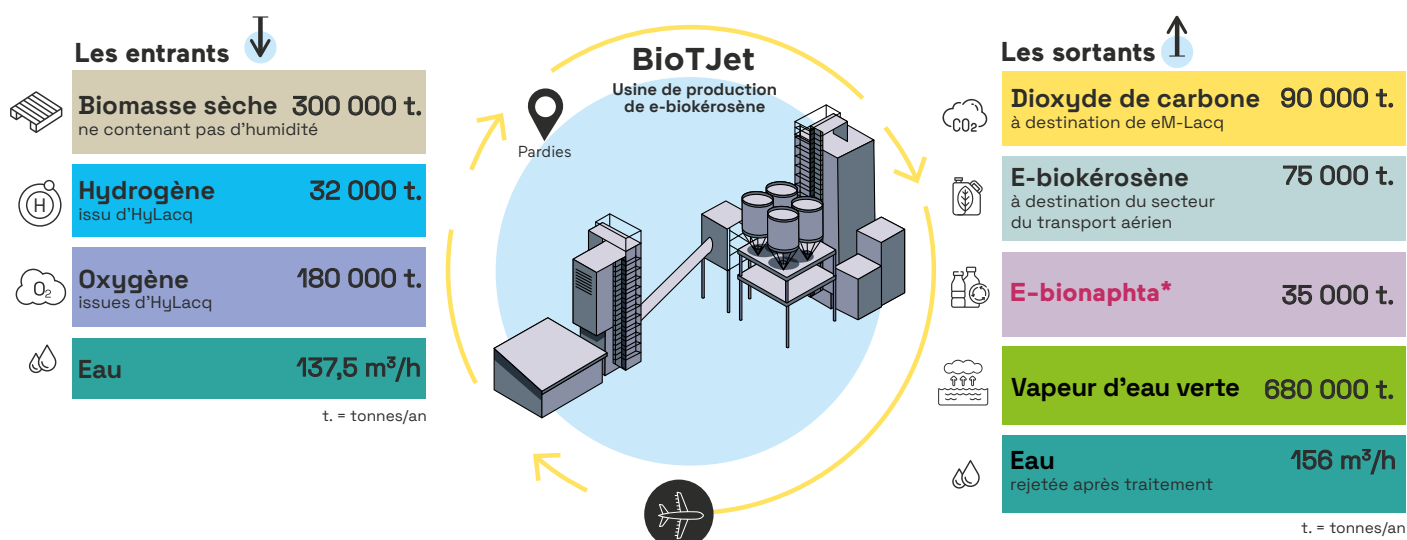 Les entrants
Biomasse sèche 300 000 t.
ne contenant pas d'humidité
Hydrogène 32 000 t.
issu d'HyLacq
H
Oxygène 180 000 t.
issues d'HyLacq
O₂
Eau 137,5 m³/h
t. = tonnes/an
BioTJet
Usine de production
de e-biokérosène
Pardies
Les sortants
Dioxyde de carbone 90 000 t.
à destination de eM-Lacq
CO₂
E-biokérosène 75 000 t.
à destination du secteur
du transport aérien
E-bionaphta* 35 000 t.
Vapeur d'eau verte 680 000 t.
Eau 156 m³/h
rejetée après traitement
t. = tonnes/an